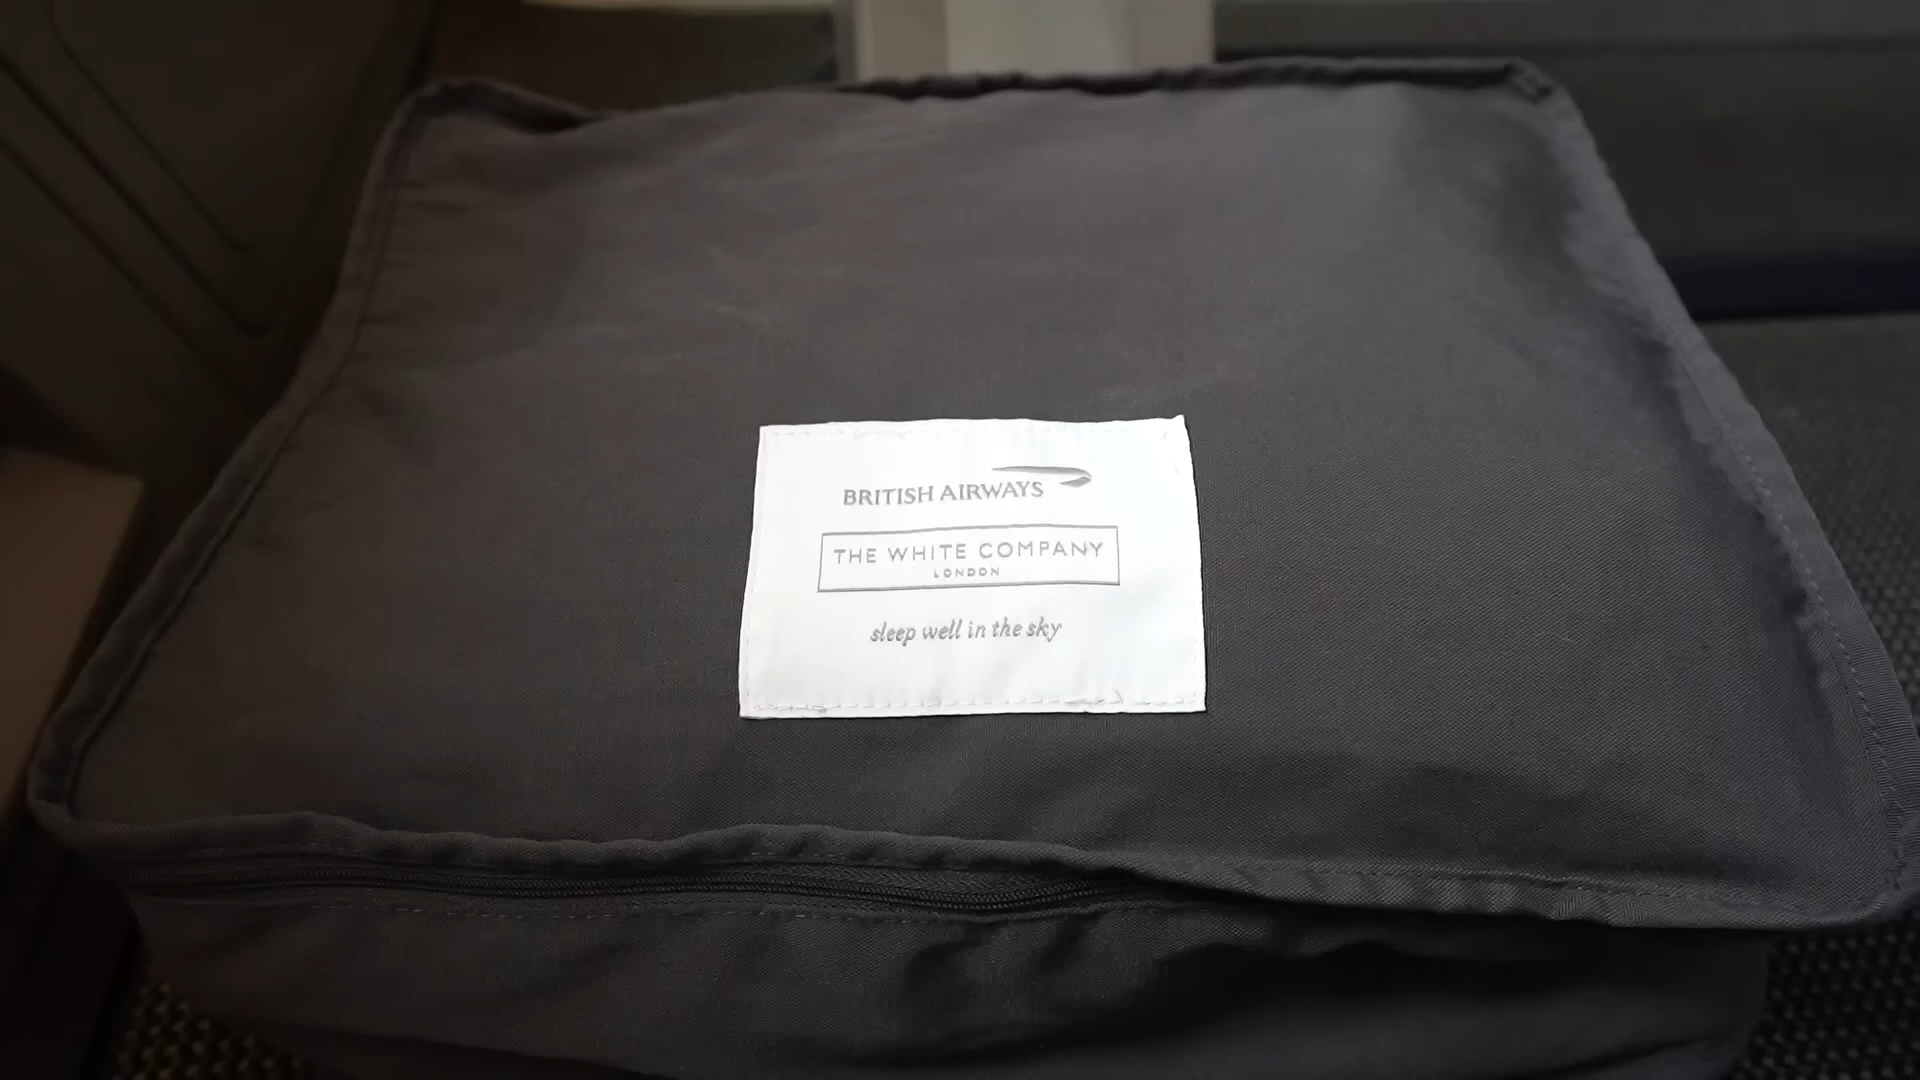 BRITISH AIRWAYS
THE WHITE COMPANY
LONDON
sleep well in the sky